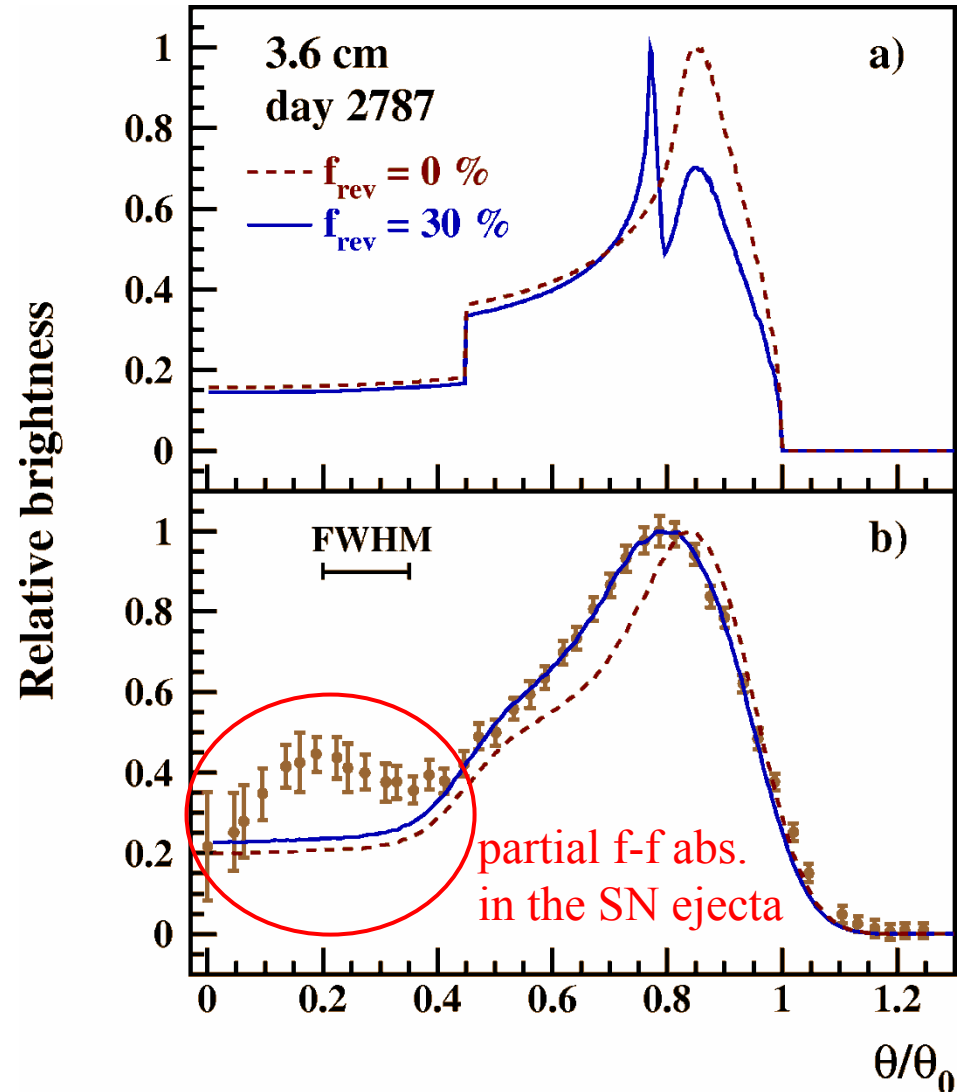 3.6 cm
day 2787
a)
f_rev = 0 %
f_rev = 30 %
1
0.8
0.6
0.4
0.2
0
Relative brightness
FWHM
b)
1
0.8
0.6
0.4
0.2
0
partial f-f abs.
in the SN ejecta
0 0.2 0.4 0.6 0.8 1 1.2
θ/θ₀